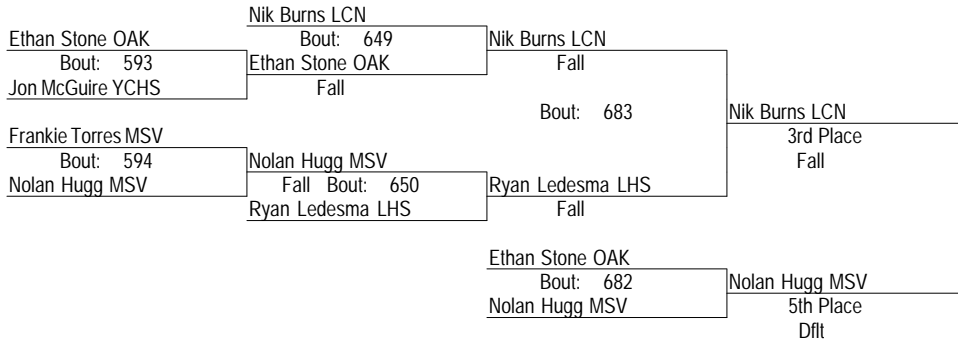 Nik Burns LCN
Ethan Stone OAK
Bout: 649
Nik Burns LCN
Bout: 593
Ethan Stone OAK
Fall
Jon McGuire YCHS
Fall
Bout: 683
Nik Burns LCN
Frankie Torres MSV
3rd Place
Bout: 594
Nolan Hugg MSV
Fall
Nolan Hugg MSV
Fall Bout: 650
Ryan Ledesma LHS
Ryan Ledesma LHS
Fall
Ethan Stone OAK
Bout: 682
Nolan Hugg MSV
Nolan Hugg MSV
5th Place
Dflt